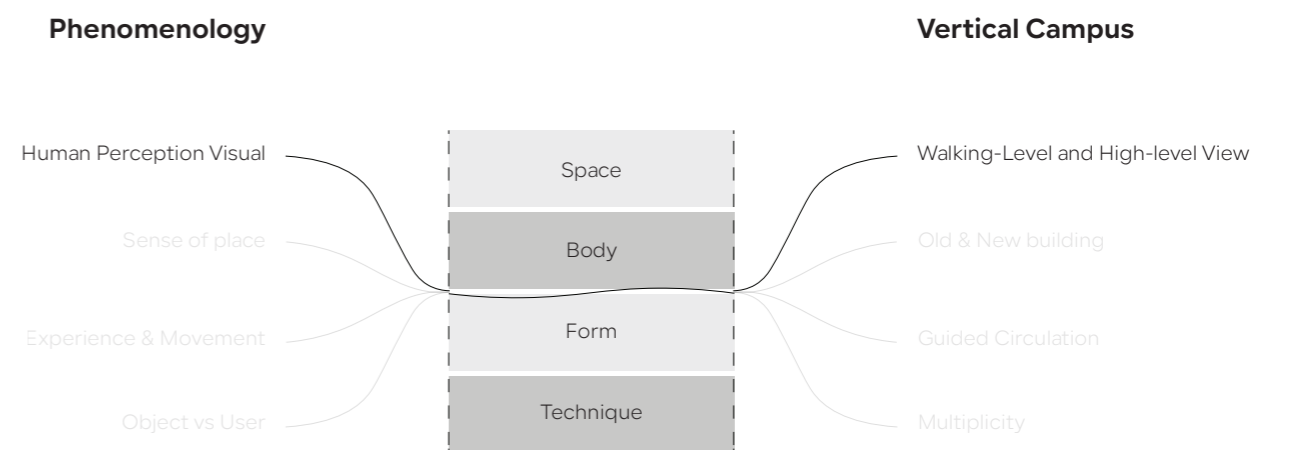 Phenomenology
Vertical Campus
Human Perception Visual
Space
Walking-Level and High-level View
Sense of place
Body
Old & New building
Experience & Movement
Form
Guided Circulation
Object vs User
Technique
Multiplicity